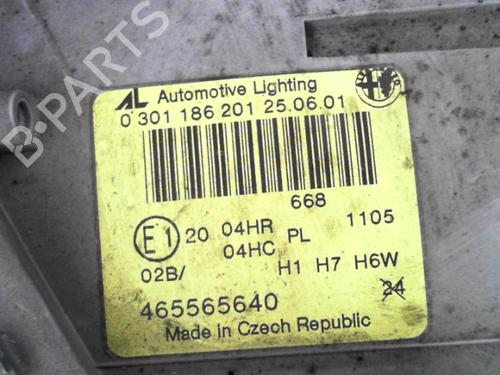 B-PARTS
AL Automotive Lighting
0 301 186 201 25.06.01
668
E1 20 04HR PL 1105
04HC
02B/ H1 H7 H6W
465565640 24
Made in Czech Republic